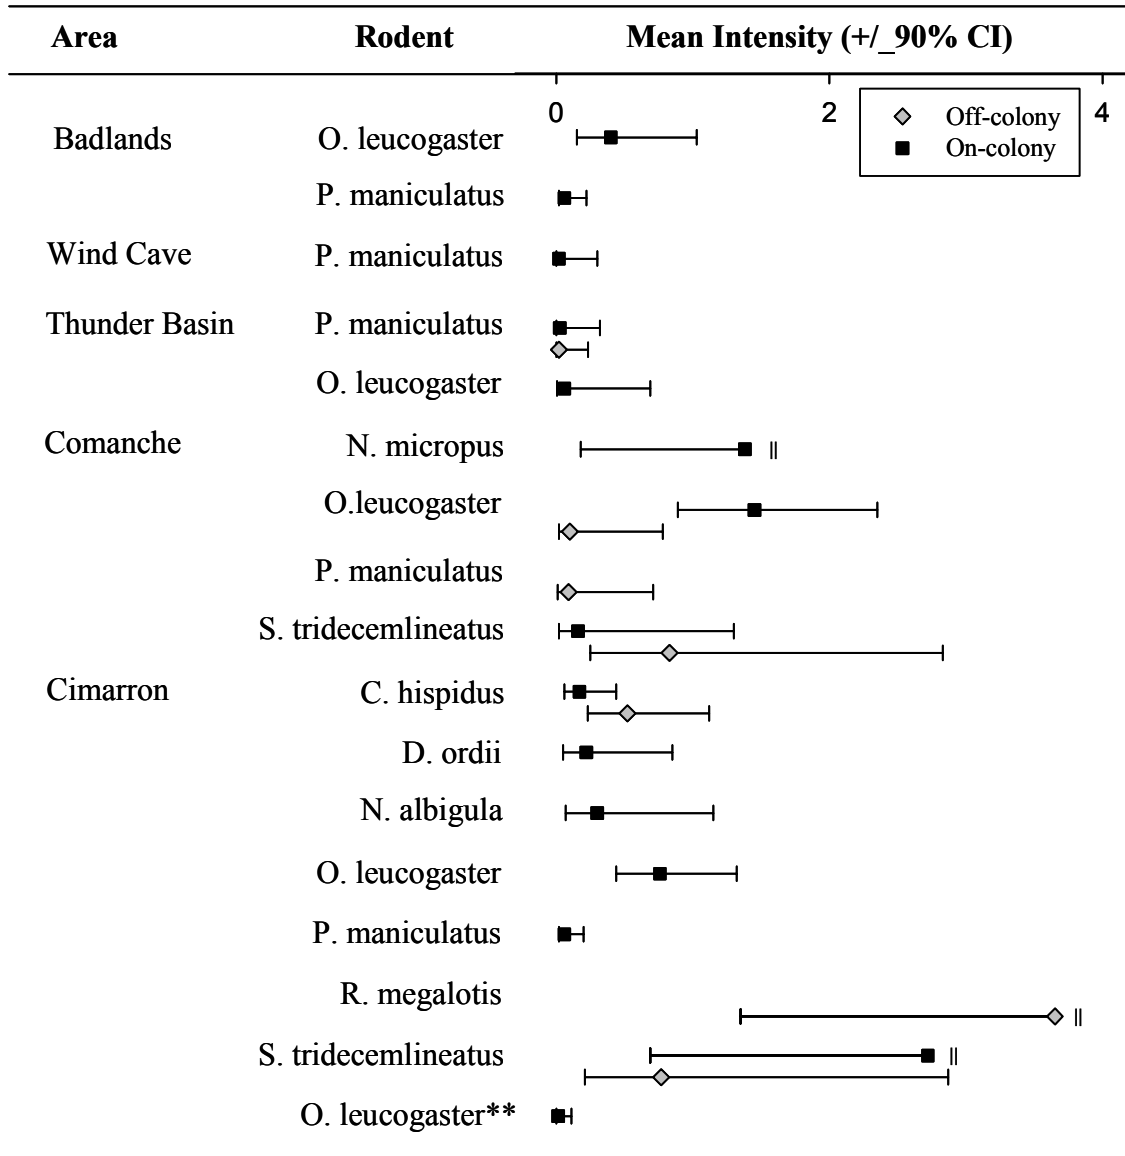 Area Rodent Mean Intensity (+/_90% CI)
0 2 4
Off-colony
On-colony
Badlands O. leucogaster
P. maniculatus
Wind Cave P. maniculatus
Thunder Basin P. maniculatus
O. leucogaster
Comanche N. micropus ||
O.leucogaster
P. maniculatus
S. tridecemlineatus
Cimarron C. hispidus
D. ordii
N. albigula
O. leucogaster
P. maniculatus
R. megalotis ||
S. tridecemlineatus ||
O. leucogaster**